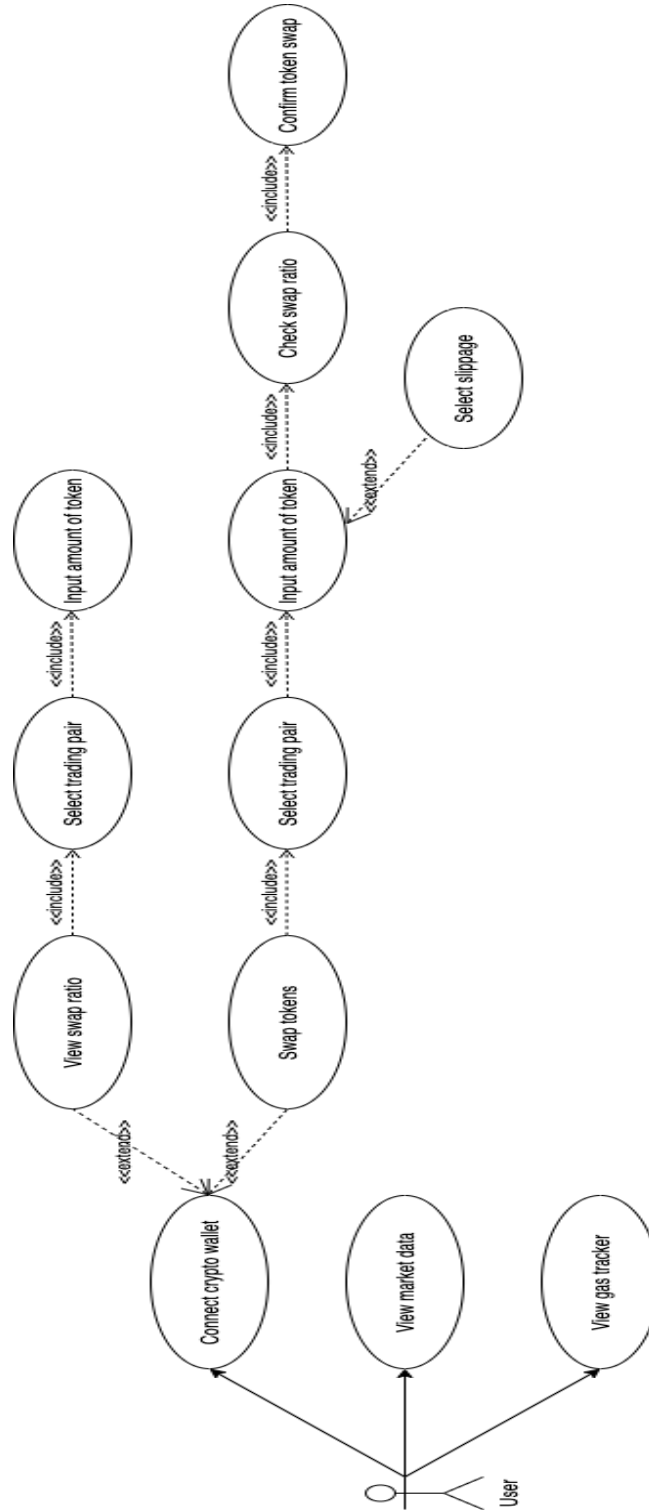 User
Connect crypto wallet
View market data
View gas tracker
<<extend>>
<<extend>>
View swap ratio
Swap tokens
<<include>>
<<include>>
Select trading pair
Select trading pair
<<include>>
<<include>>
Input amount of token
Input amount of token
<<extend>>
Select slippage
<<include>>
Check swap ratio
<<include>>
Confirm token swap